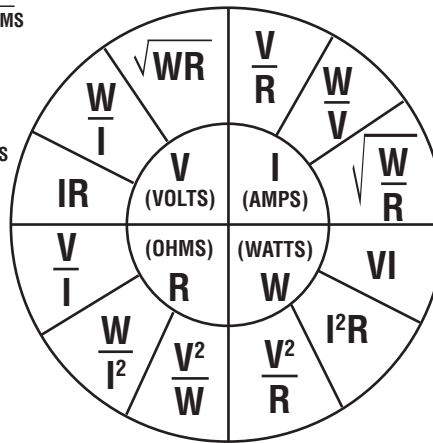 MS
S
√WR
W/I
IR
V
(VOLTS)
V/R
W/V
√W/R
I
(AMPS)
(OHMS)
R
V/I
W/I²
V²/W
(WATTS)
W
VI
I²R
V²/R